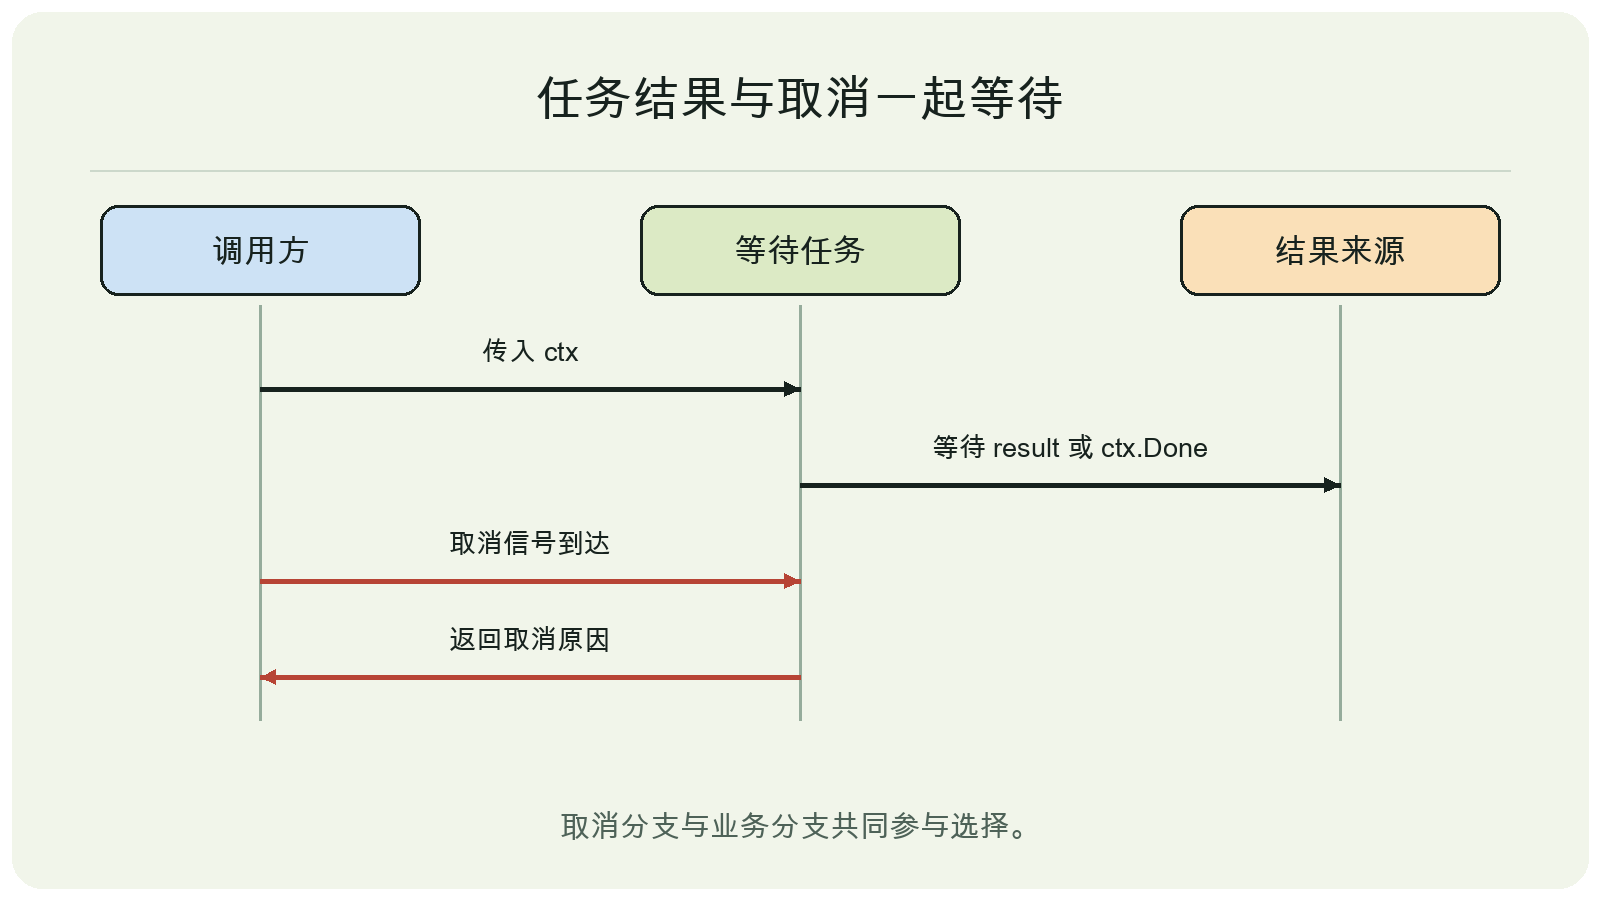 任务结果与取消一起等待
调用方
等待任务
结果来源
传入 ctx
等待 result 或 ctx.Done
取消信号到达
返回取消原因
取消分支与业务分支共同参与选择。